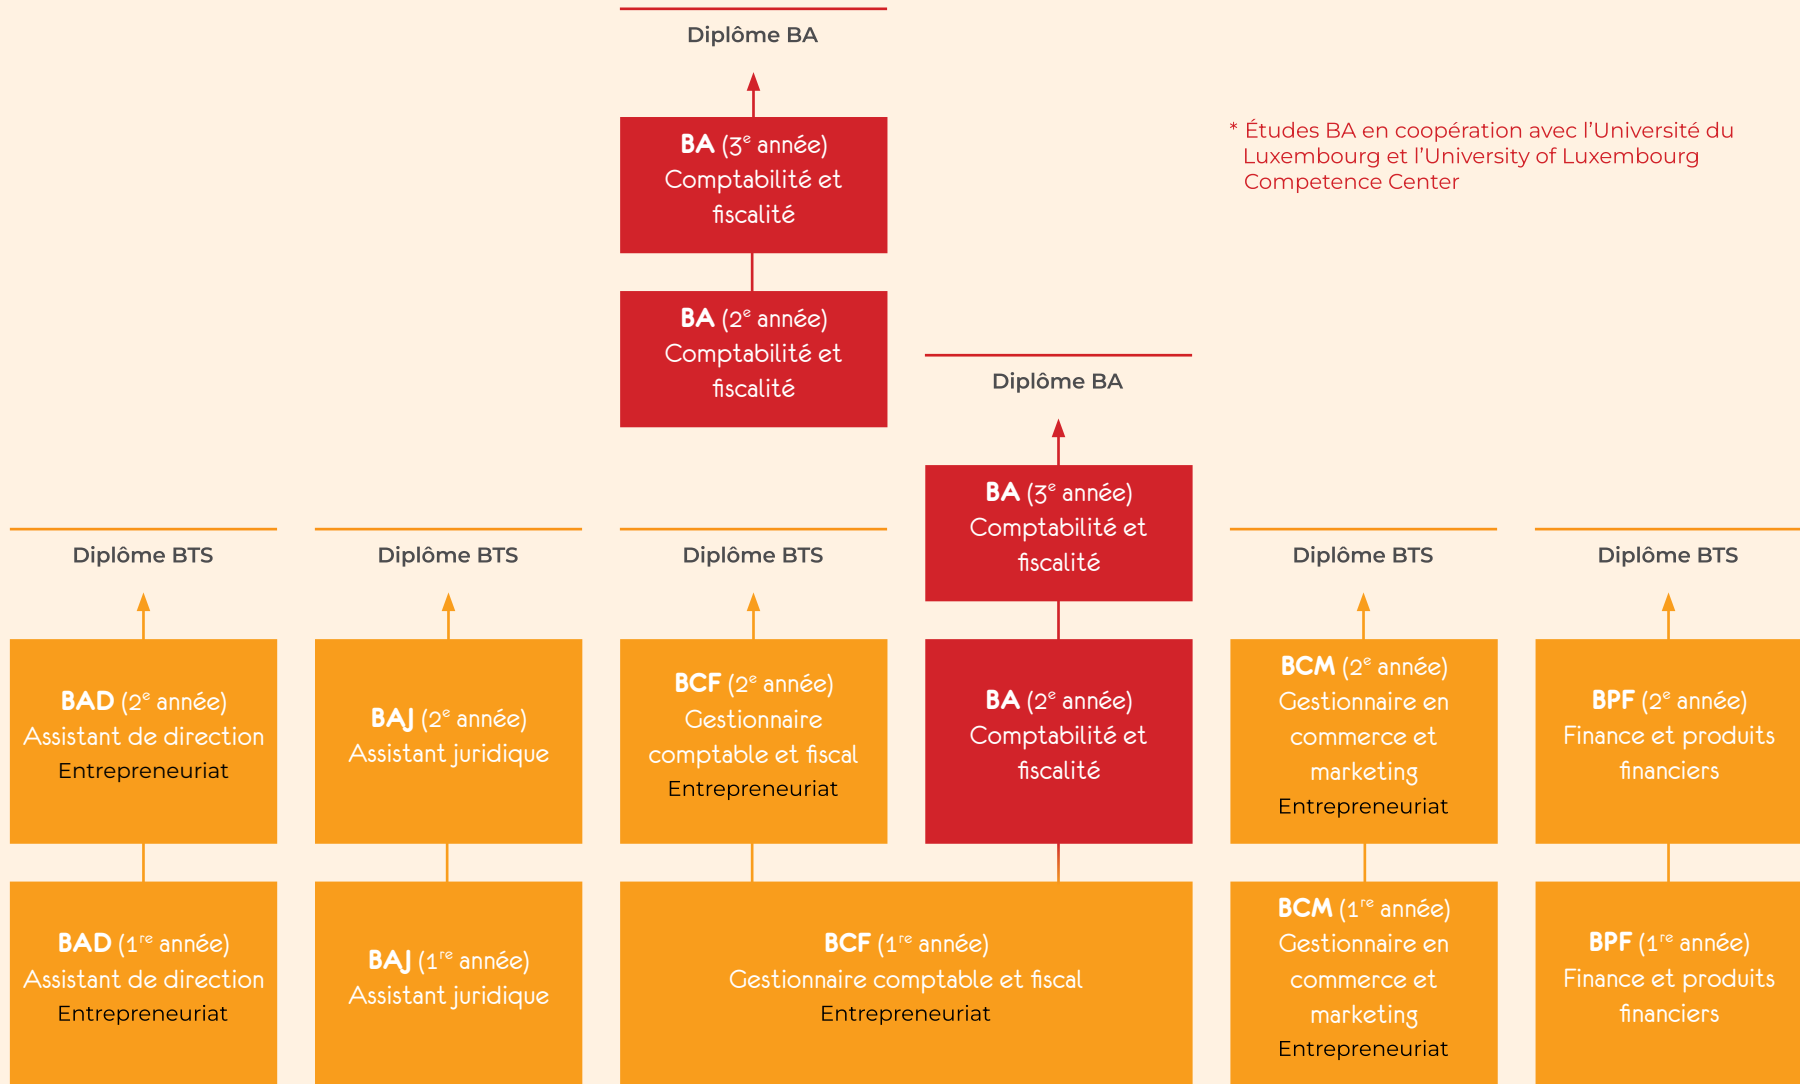 Diplôme BA
BA (3e année)
Comptabilité et
fiscalité
* Études BA en coopération avec l'Université du
Luxembourg et l'University of Luxembourg
Competence Center
BA (2e année)
Comptabilité et
fiscalité
Diplôme BA
BA (3e année)
Comptabilité et
fiscalité
Diplôme BTS
Diplôme BTS
Diplôme BTS
Diplôme BTS
Diplôme BTS
BAD (2e année)
Assistant de direction
Entrepreneuriat
BAJ (2e année)
Assistant juridique
BCF (2e année)
Gestionnaire
comptable et fiscal
Entrepreneuriat
BA (2e année)
Comptabilité et
fiscalité
BCM (2e année)
Gestionnaire en
commerce et
marketing
Entrepreneuriat
BPF (2e année)
Finance et produits
financiers
BAD (1re année)
Assistant de direction
Entrepreneuriat
BAJ (1re année)
Assistant juridique
BCF (1re année)
Gestionnaire comptable et fiscal
Entrepreneuriat
BCM (1re année)
Gestionnaire en
commerce et
marketing
Entrepreneuriat
BPF (1re année)
Finance et produits
financiers